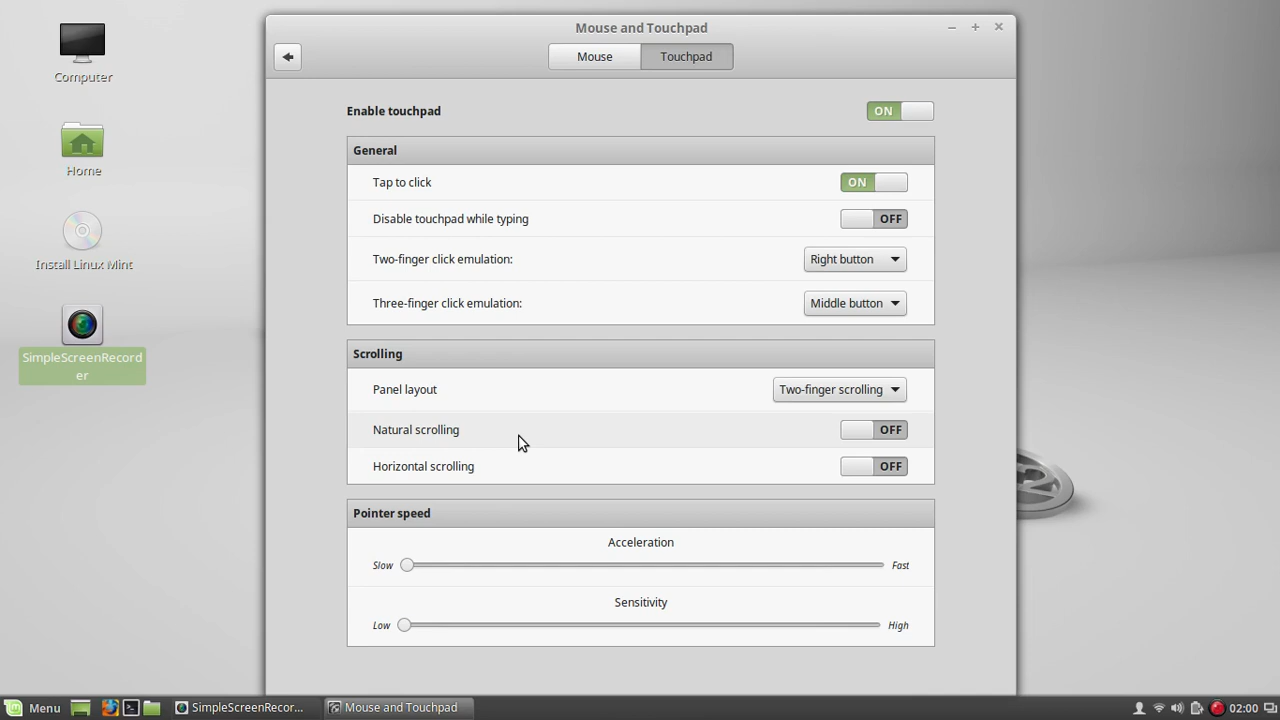 Mouse and Touchpad
Mouse
Touchpad
Computer
Home
Install Linux Mint
SimpleScreenRecord
er
Enable touchpad
ON
General
Tap to click
ON
Disable touchpad while typing
OFF
Two-finger click emulation:
Right button
Three-finger click emulation:
Middle button
Scrolling
Panel layout
Two-finger scrolling
Natural scrolling
OFF
Horizontal scrolling
OFF
Pointer speed
Acceleration
Slow
Fast
Sensitivity
Low
High
Menu
SimpleScreenRecor...
Mouse and Touchpad
02:00